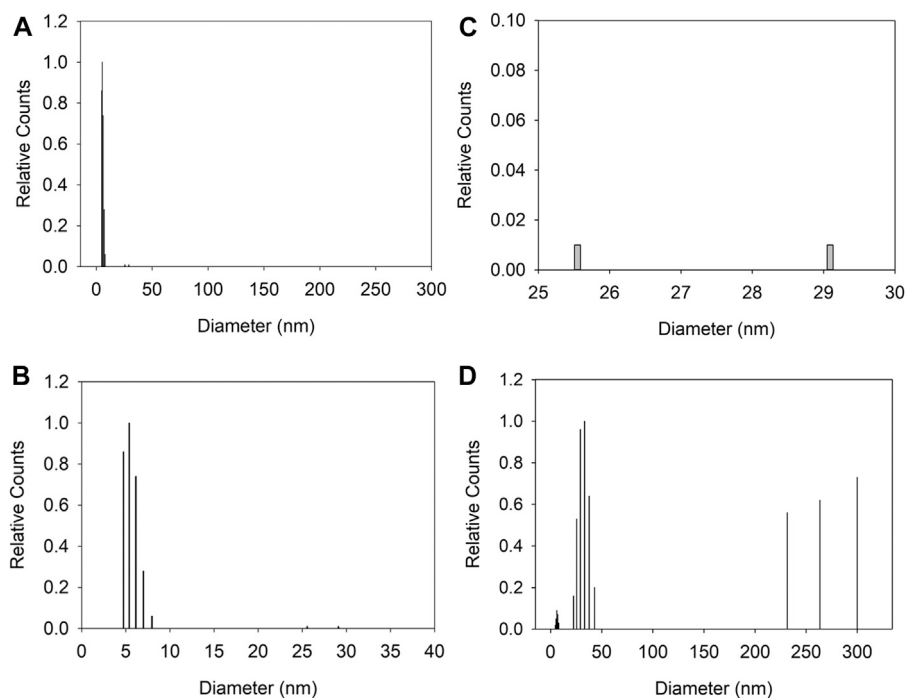 A
1.2
1.0
0.8
0.6
0.4
0.2
0.0
Relative Counts
0 50 100 150 200 250 300
Diameter (nm)
C
0.10
0.08
0.06
0.04
0.02
0.00
Relative Counts
25 26 27 28 29 30
Diameter (nm)
B
1.2
1.0
0.8
0.6
0.4
0.2
0.0
Relative Counts
0 5 10 15 20 25 30 35 40
Diameter (nm)
D
1.2
1.0
0.8
0.6
0.4
0.2
0.0
Relative Counts
0 50 100 150 200 250 300
Diameter (nm)